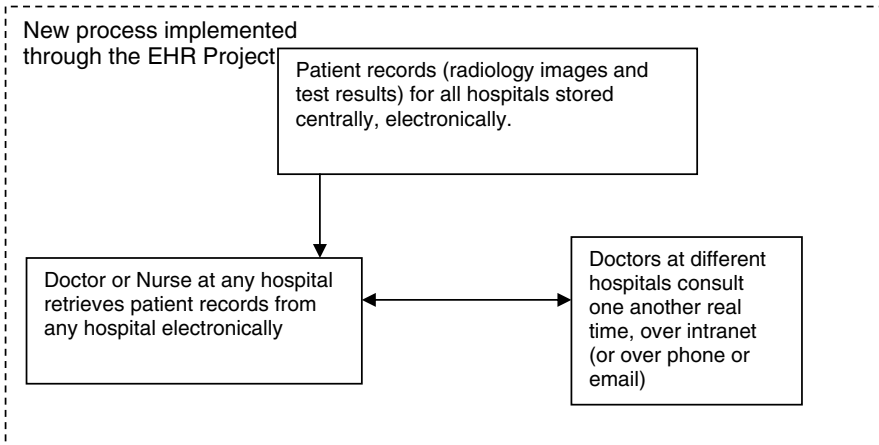 New process implemented
through the EHR Project
Patient records (radiology images and
test results) for all hospitals stored
centrally, electronically.
Doctor or Nurse at any hospital
retrieves patient records from
any hospital electronically
Doctors at different
hospitals consult
one another real
time, over intranet
(or over phone or
email)